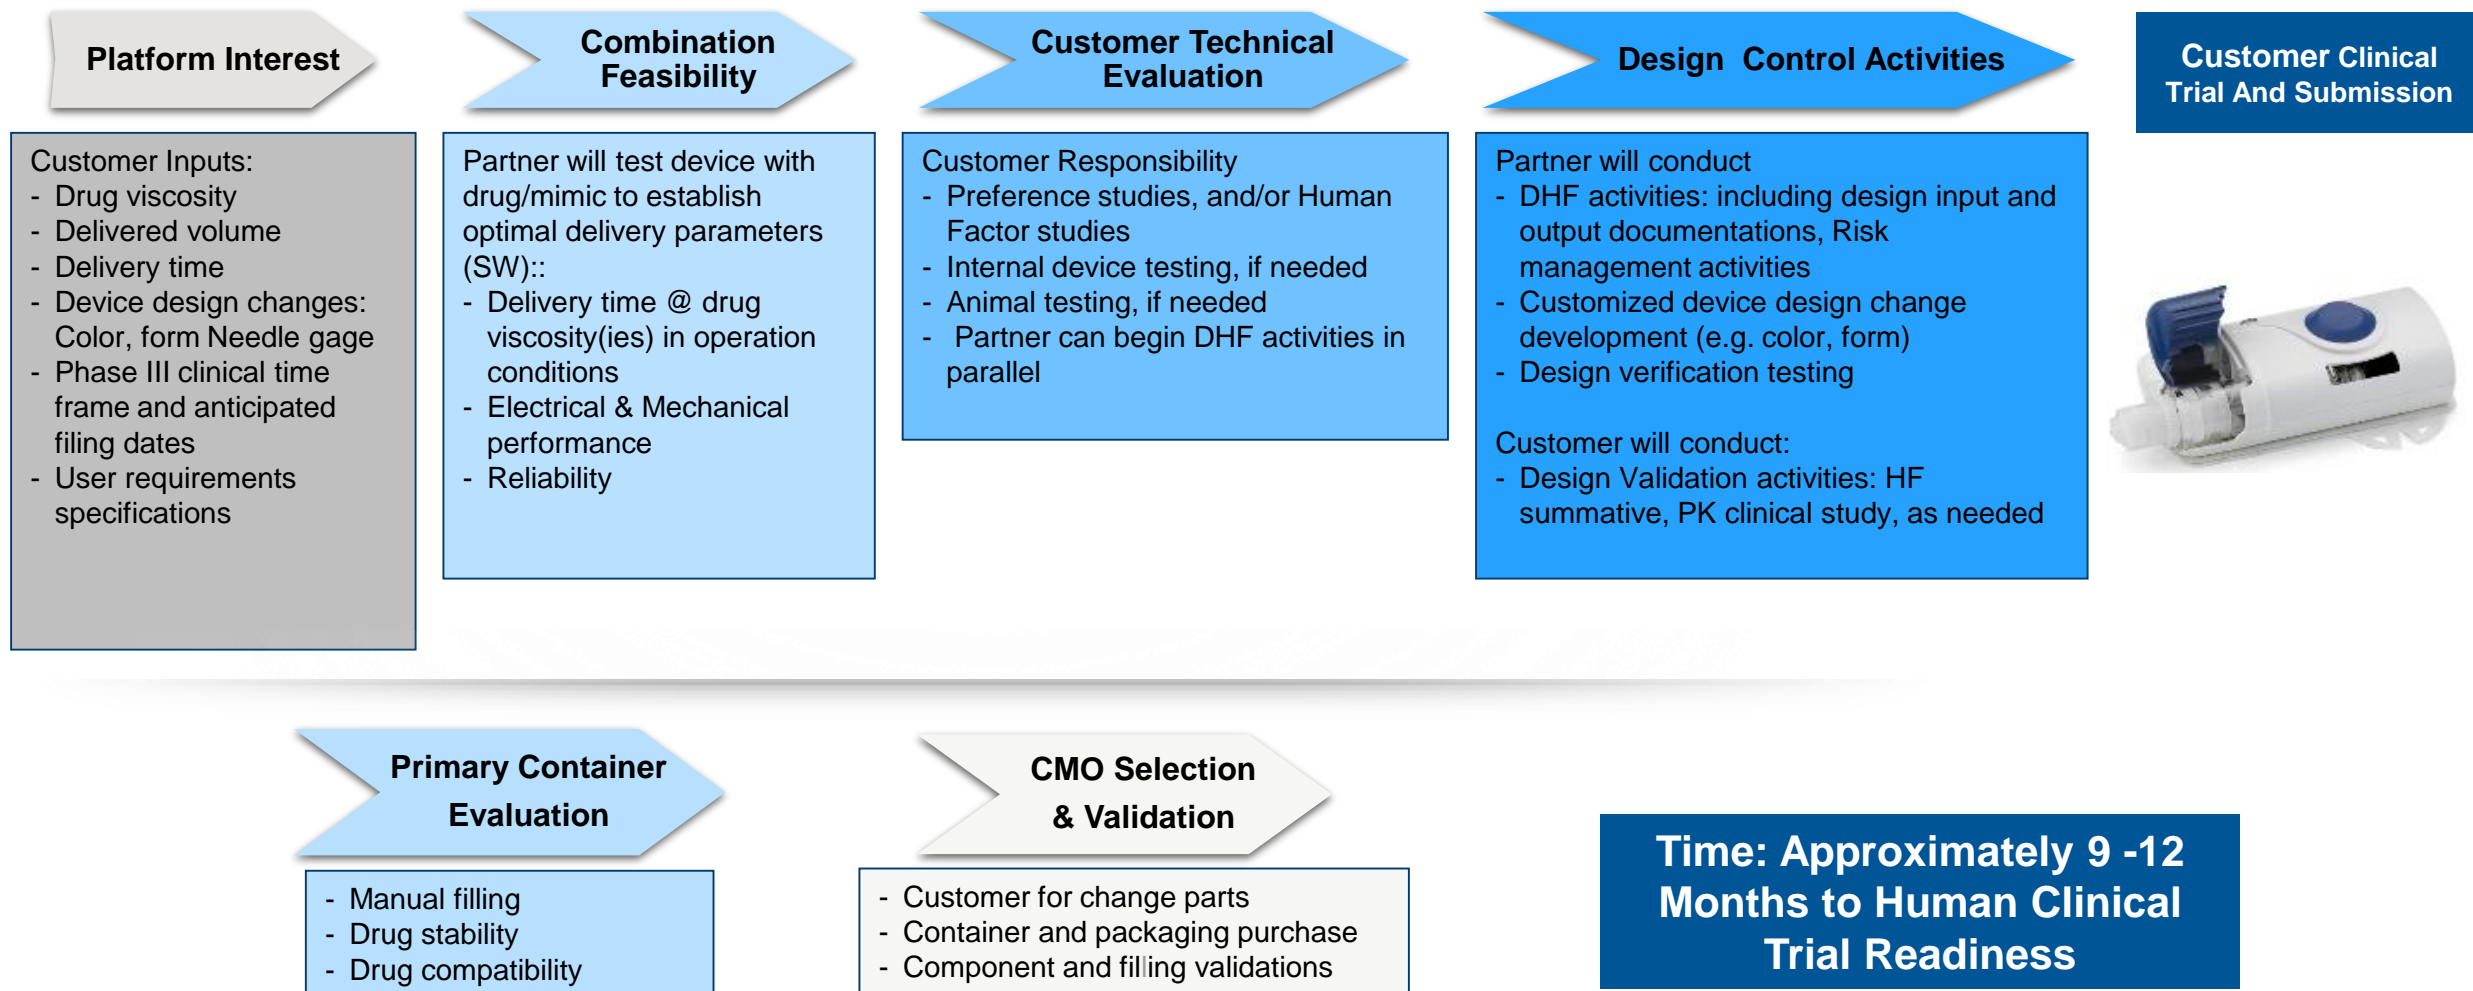 Platform Interest
Customer Inputs:
- Drug viscosity
- Delivered volume
- Delivery time
- Device design changes:
Color, form Needle gage
- Phase III clinical time
frame and anticipated
filing dates
- User requirements
specifications
Combination
Feasibility
Partner will test device with
drug/mimic to establish
optimal delivery parameters
(SW)::
- Delivery time @ drug
viscosity(ies) in operation
conditions
- Electrical & Mechanical
performance
- Reliability
Customer Technical
Evaluation
Customer Responsibility
- Preference studies, and/or Human
Factor studies
- Internal device testing, if needed
- Animal testing, if needed
- Partner can begin DHF activities in
parallel
Design Control Activities
Partner will conduct
- DHF activities: including design input and
output documentations, Risk
management activities
- Customized device design change
development (e.g. color, form)
- Design verification testing
Customer will conduct:
- Design Validation activities: HF
summative, PK clinical study, as needed
Customer Clinical
Trial And Submission
Primary Container
Evaluation
- Manual filling
- Drug stability
- Drug compatibility
CMO Selection
& Validation
- Customer for change parts
- Container and packaging purchase
- Component and filling validations
Time: Approximately 9 -12
Months to Human Clinical
Trial Readiness